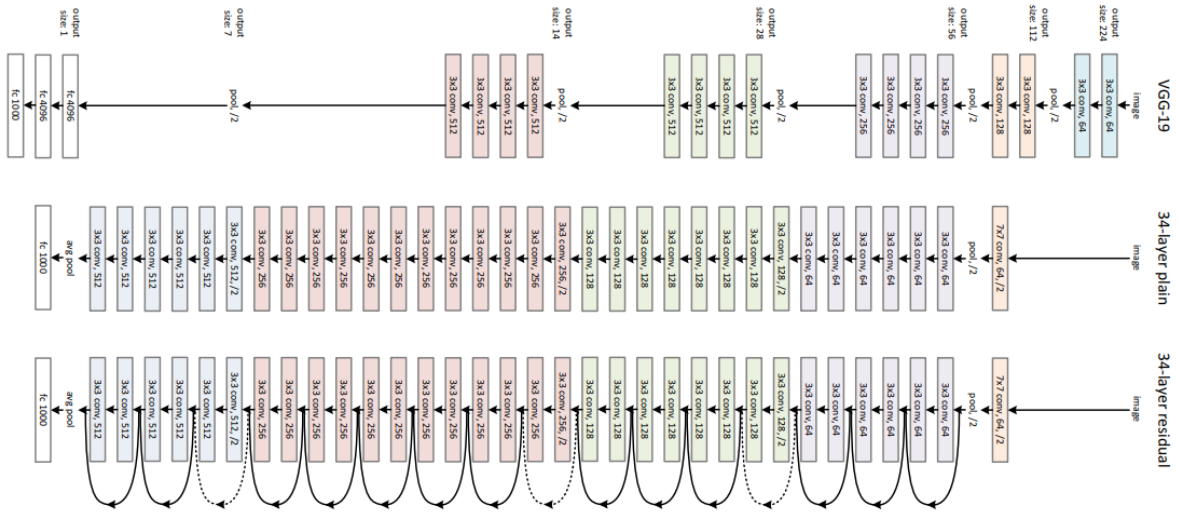 output
size: 224
output
size: 112
output
size: 56
output
size: 28
output
size: 14
output
size: 7
output
size: 1
VGG-19
image
3x3 conv, 64
3x3 conv, 64
pool, /2
3x3 conv, 128
3x3 conv, 128
pool, /2
3x3 conv, 256
3x3 conv, 256
3x3 conv, 256
3x3 conv, 256
pool, /2
3x3 conv, 512
3x3 conv, 512
3x3 conv, 512
3x3 conv, 512
pool, /2
3x3 conv, 512
3x3 conv, 512
3x3 conv, 512
3x3 conv, 512
pool, /2
fc 4096
fc 4096
fc 1000
34-layer plain
image
7x7 conv, 64, /2
pool, /2
3x3 conv, 64
3x3 conv, 64
3x3 conv, 64
3x3 conv, 64
3x3 conv, 64
3x3 conv, 64
3x3 conv, 128, /2
3x3 conv, 128
3x3 conv, 128
3x3 conv, 128
3x3 conv, 128
3x3 conv, 128
3x3 conv, 128
3x3 conv, 128
3x3 conv, 256, /2
3x3 conv, 256
3x3 conv, 256
3x3 conv, 256
3x3 conv, 256
3x3 conv, 256
3x3 conv, 256
3x3 conv, 256
3x3 conv, 256
3x3 conv, 256
3x3 conv, 256
3x3 conv, 256
3x3 conv, 512, /2
3x3 conv, 512
3x3 conv, 512
3x3 conv, 512
3x3 conv, 512
3x3 conv, 512
avg pool
fc 1000
34-layer residual
image
7x7 conv, 64, /2
pool, /2
3x3 conv, 64
3x3 conv, 64
3x3 conv, 64
3x3 conv, 64
3x3 conv, 64
3x3 conv, 64
3x3 conv, 128, /2
3x3 conv, 128
3x3 conv, 128
3x3 conv, 128
3x3 conv, 128
3x3 conv, 128
3x3 conv, 128
3x3 conv, 128
3x3 conv, 256, /2
3x3 conv, 256
3x3 conv, 256
3x3 conv, 256
3x3 conv, 256
3x3 conv, 256
3x3 conv, 256
3x3 conv, 256
3x3 conv, 256
3x3 conv, 256
3x3 conv, 256
3x3 conv, 256
3x3 conv, 512, /2
3x3 conv, 512
3x3 conv, 512
3x3 conv, 512
3x3 conv, 512
3x3 conv, 512
avg pool
fc 1000